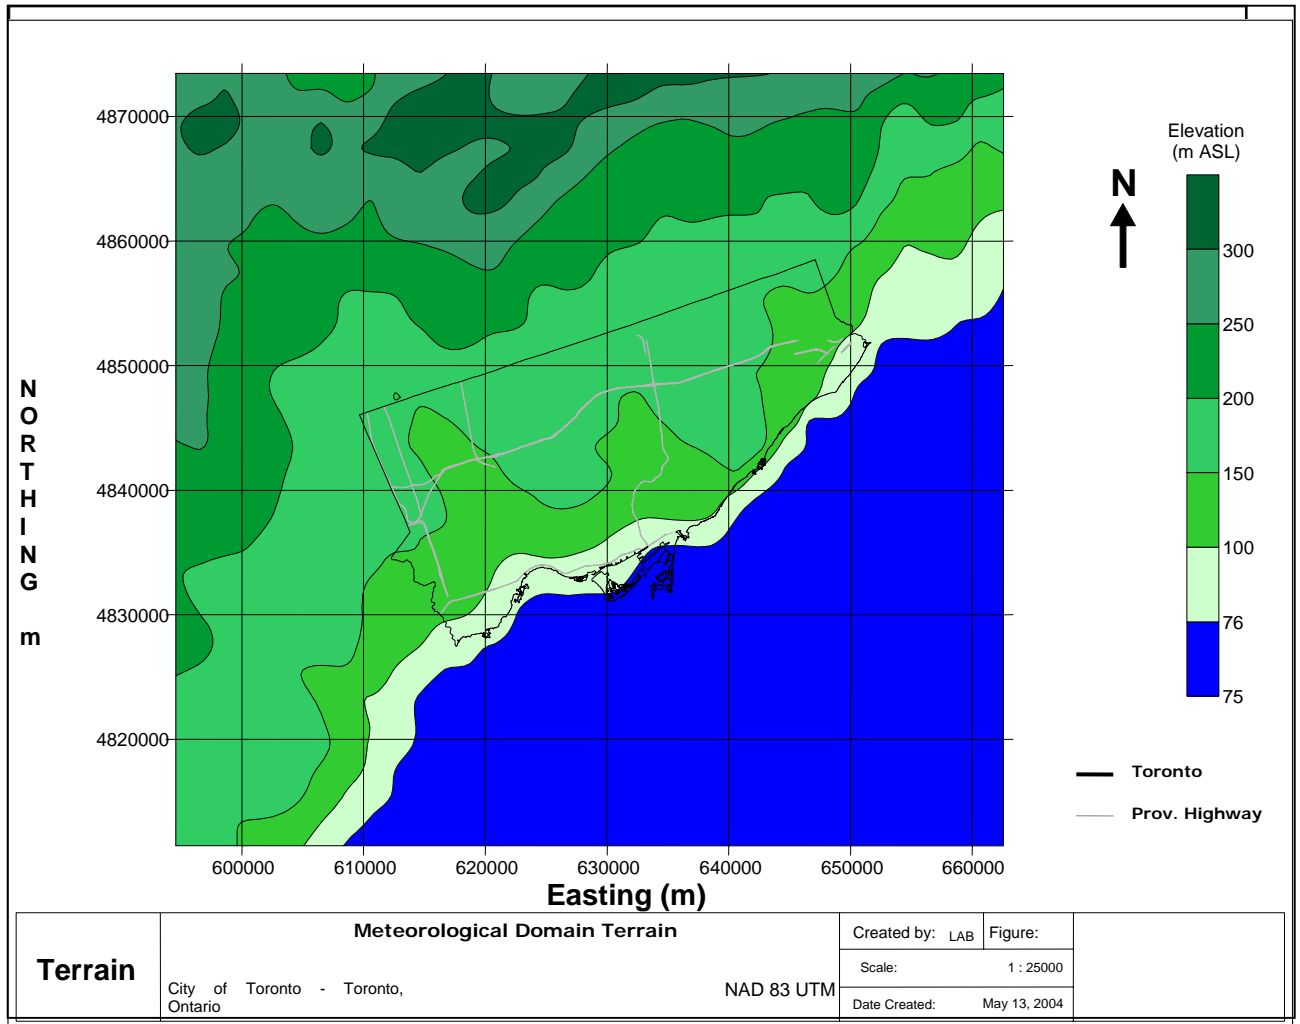 4870000
4860000
4850000
4840000
4830000
4820000
NORTHING m
600000 610000 620000 630000 640000 650000 660000
Easting (m)
N
Elevation
(m ASL)
300
250
200
150
100
76
75
Toronto
Prov. Highway
Terrain
Meteorological Domain Terrain
City of Toronto - Toronto,
Ontario
NAD 83 UTM
Created by: LAB Figure:
Scale: 1 : 25000
Date Created: May 13, 2004